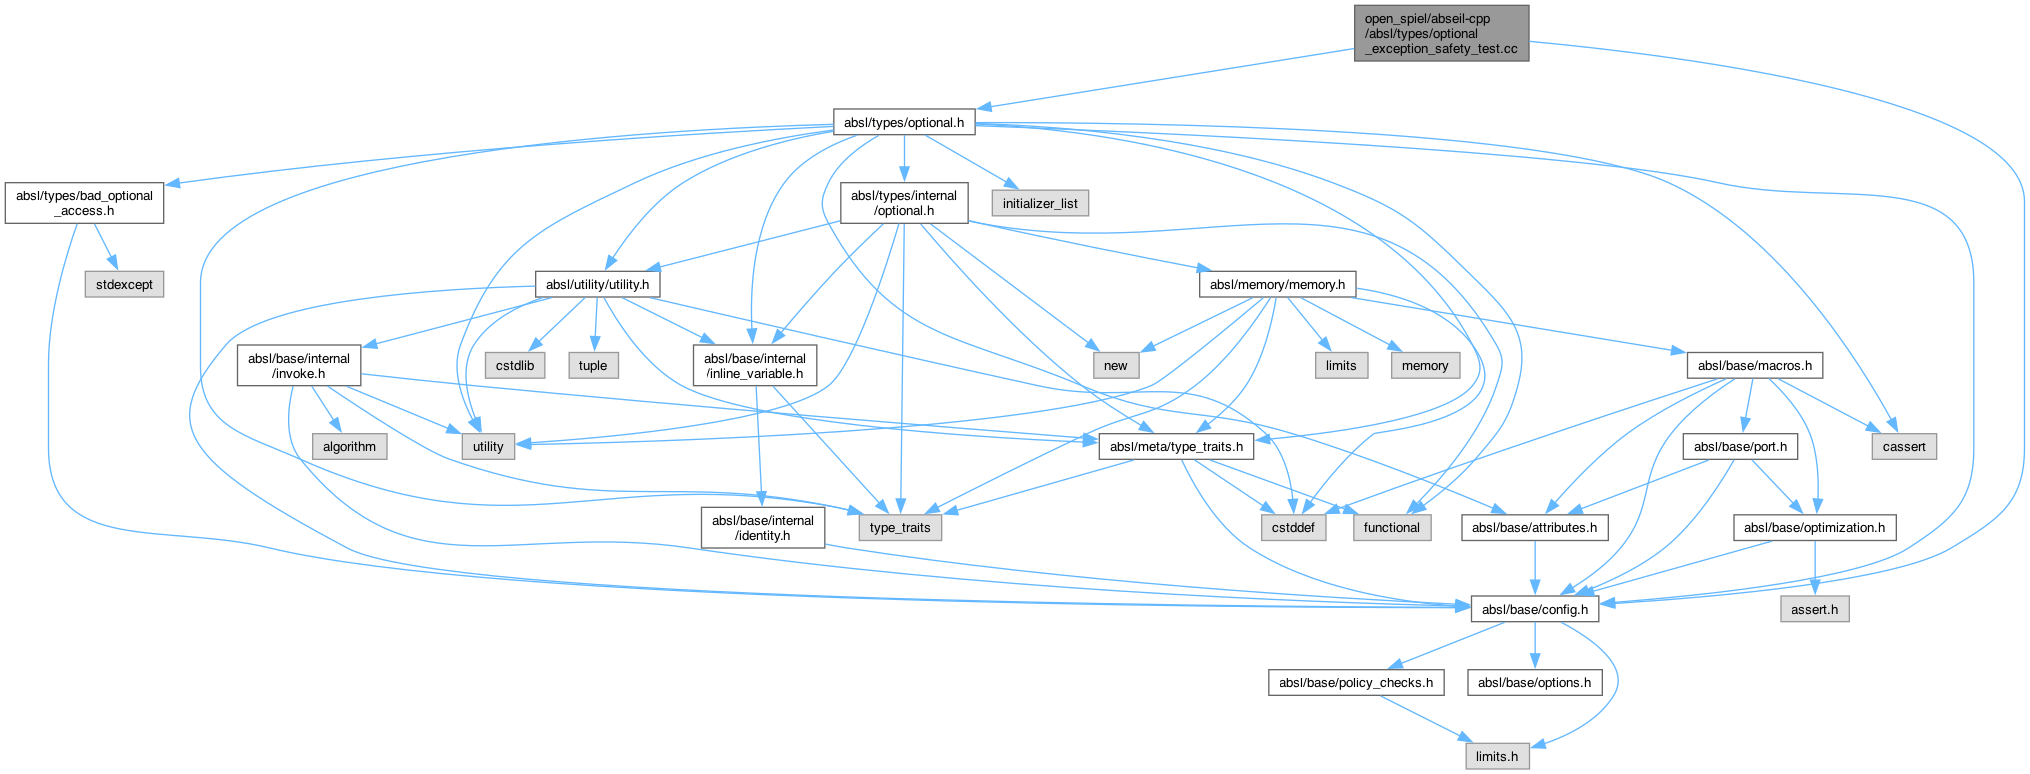 open_spiel/abseil-cpp
/absl/types/optional
_exception_safety_test.cc
absl/types/optional.h
absl/types/bad_optional
_access.h
absl/types/internal
/optional.h
initializer_list
stdexcept
absl/utility/utility.h
absl/memory/memory.h
absl/base/internal
/invoke.h
cstdlib
tuple
absl/base/internal
/inline_variable.h
new
limits
memory
absl/base/macros.h
algorithm
utility
absl/meta/type_traits.h
absl/base/port.h
cassert
absl/base/internal
/identity.h
type_traits
cstddef
functional
absl/base/attributes.h
absl/base/optimization.h
absl/base/config.h
assert.h
absl/base/policy_checks.h
absl/base/options.h
limits.h